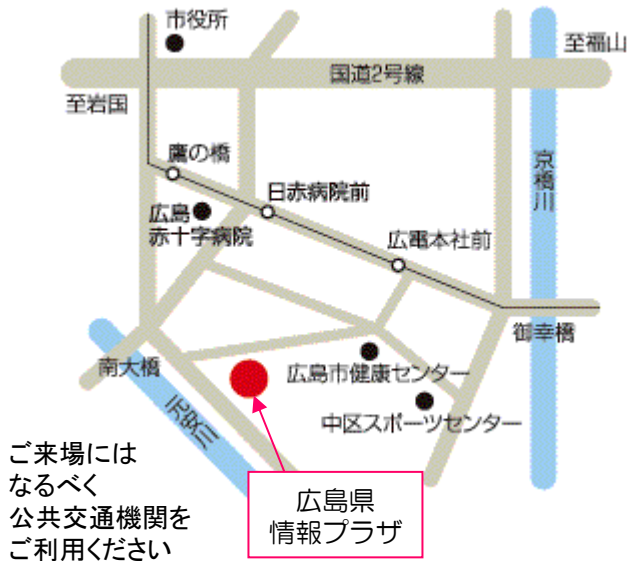 市役所
至福山
国道2号線
至岩国
京橋川
鷹の橋
日赤病院前
広島
赤十字病院
広電本社前
御幸橋
南大橋
広島市健康センター
元安川
中区スポーツセンター
ご来場には
なるべく
公共交通機関を
ご利用ください
広島県
情報プラザ